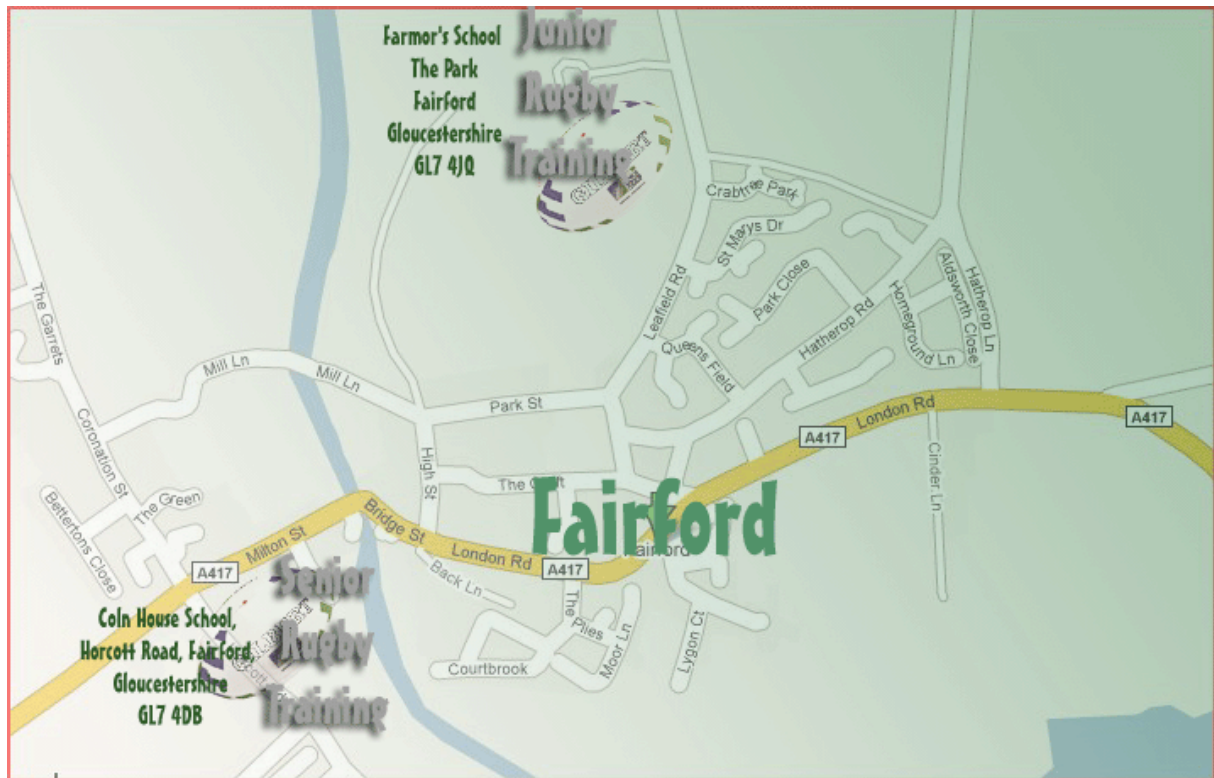 Farmor's School
The Park
Fairford
Gloucestershire
GL7 4JQ
Junior
Rugby
Training
Crabtree Park
St Marys Dr
Park Close
Leafield Rd
Queens Field
Hatherop Rd
Homeground Ln
Aldsworth Close
Hatherop Ln
The Garrets
Mill Ln
Mill Ln
Park St
Coronation St
High St
The Croft
London Rd
A417
A417
Cinder Ln
Bettertons Close
The Green
Milton St
Bridge St
London Rd
A417
A417
Back Ln
Fairford
Fairford
The Plies
Moor Ln
Lygon Ct
Courtbrook
Senior
Rugby
Training
Coln House School,
Horcott Road, Fairford,
Gloucestershire
GL7 4DB